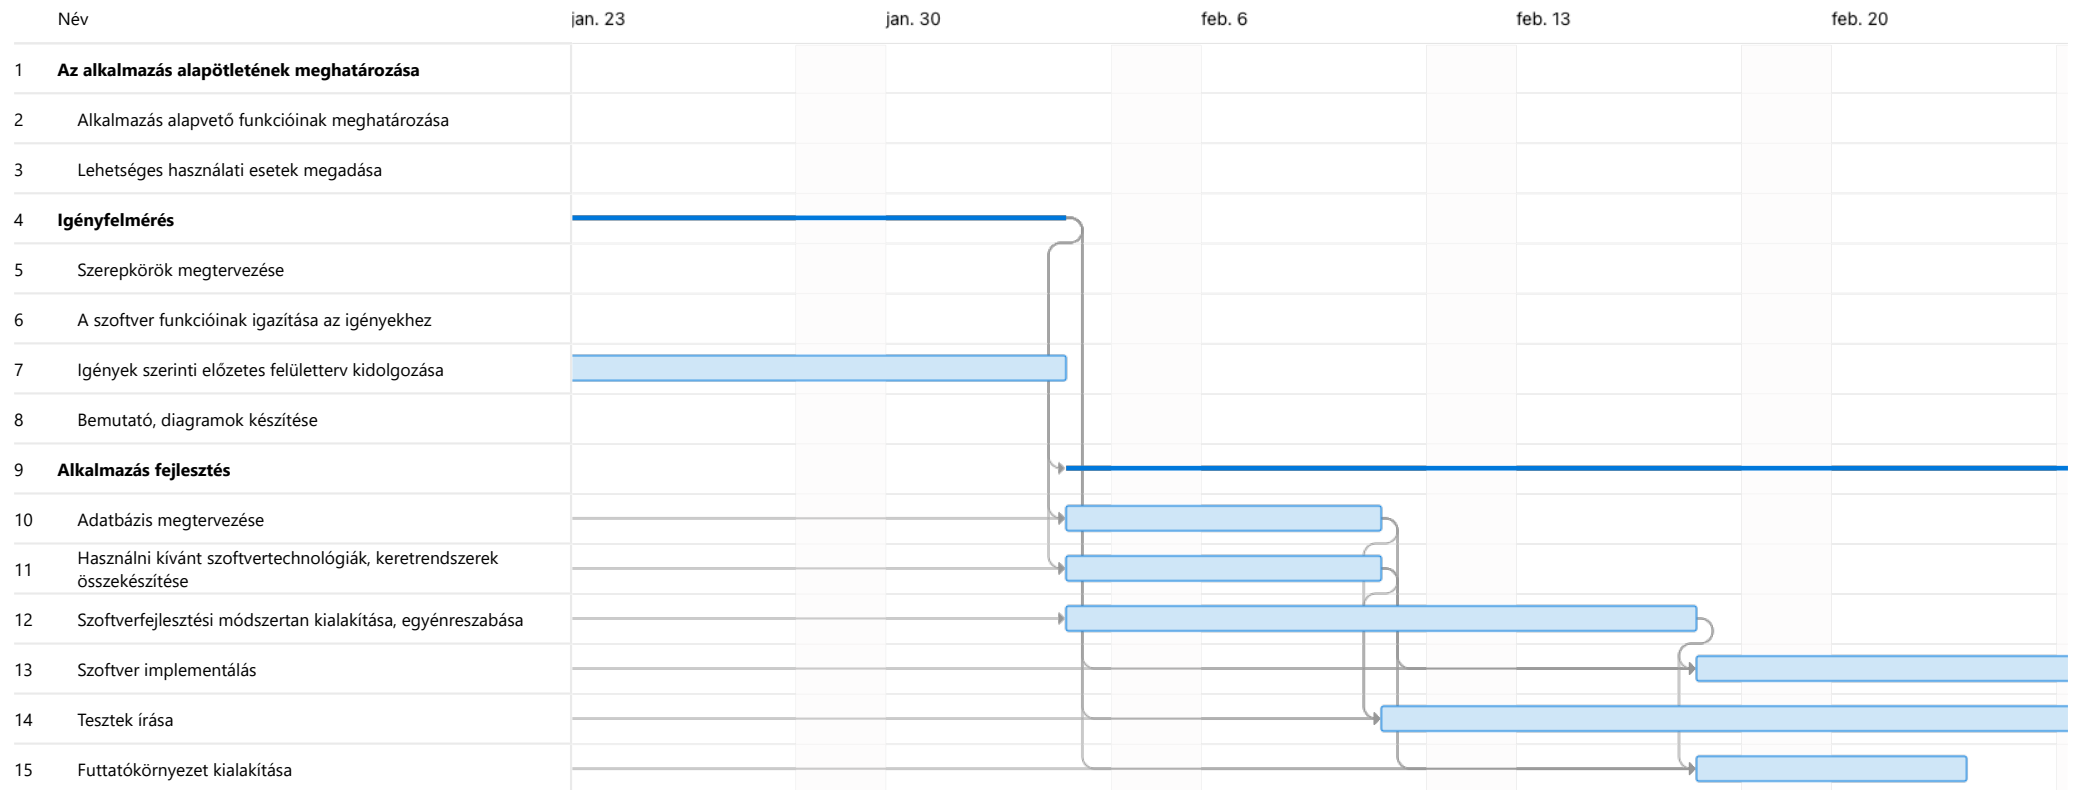 Név jan. 23 jan. 30 feb. 6 feb. 13 feb. 20
1 Az alkalmazás alapötletének meghatározása
2 Alkalmazás alapvető funkcióinak meghatározása
3 Lehetséges használati esetek megadása
4 Igényfelmérés
5 Szerepkörök megtervezése
6 A szoftver funkcióinak igazítása az igényekhez
7 Igények szerinti előzetes felületterv kidolgozása
8 Bemutató, diagramok készítése
9 Alkalmazás fejlesztés
10 Adatbázis megtervezése
11 Használni kívánt szoftvertechnológiák, keretrendszerek
összekészítése
12 Szoftverfejlesztési módszertan kialakítása, egyénreszabása
13 Szoftver implementálás
14 Tesztek írása
15 Futtatókörnyezet kialakítása